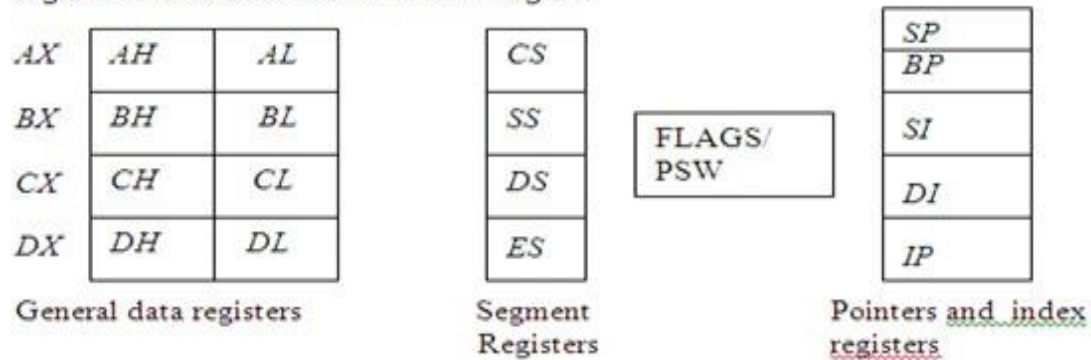 AX AH AL
BX BH BL
CX CH CL
DX DH DL
General data registers
CS
SS
DS
ES
Segment
Registers
FLAGS/
PSW
SP
BP
SI
DI
IP
Pointers and index
registers